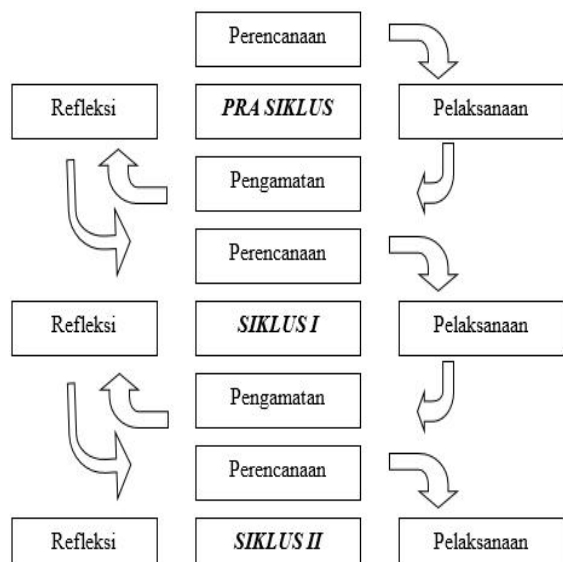 Perencanaan
Refleksi
PRA SIKLUS
Pelaksanaan
Pengamatan
Perencanaan
Refleksi
SIKLUS I
Pelaksanaan
Pengamatan
Perencanaan
Refleksi
SIKLUS II
Pelaksanaan